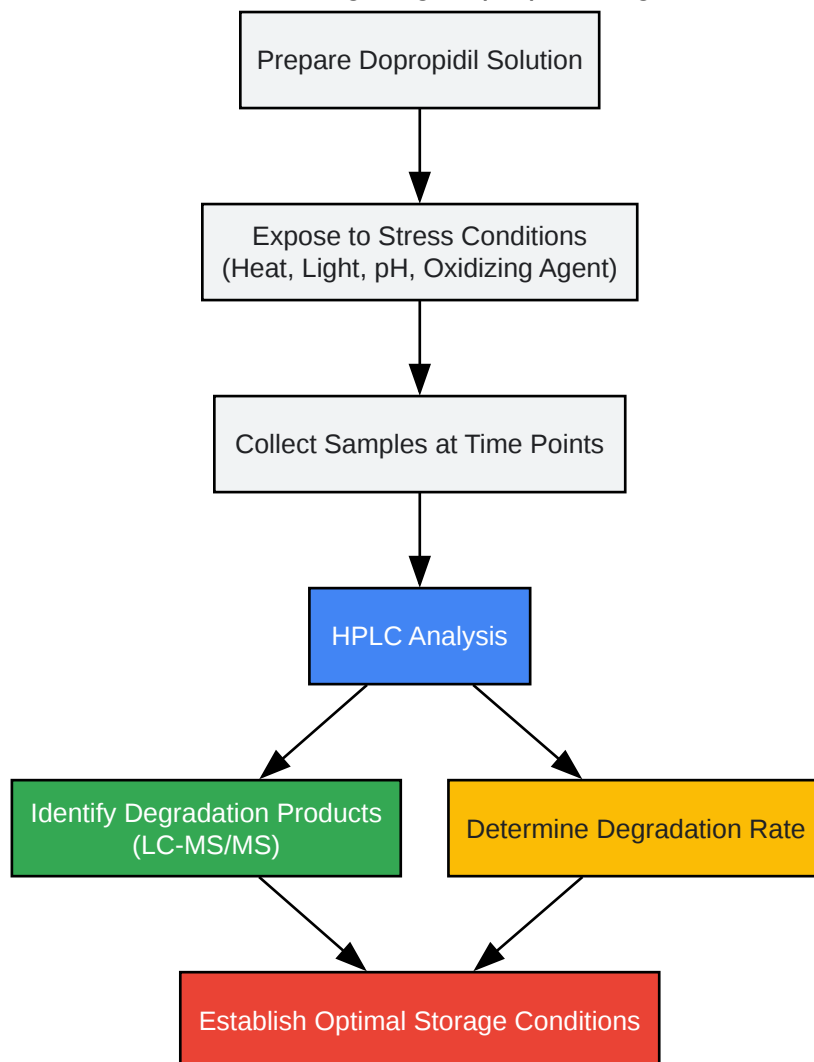 Prepare Dopropidil Solution
Expose to Stress Conditions
(Heat, Light, pH, Oxidizing Agent)
Collect Samples at Time Points
HPLC Analysis
Identify Degradation Products
(LC-MS/MS)
Determine Degradation Rate
Establish Optimal Storage Conditions